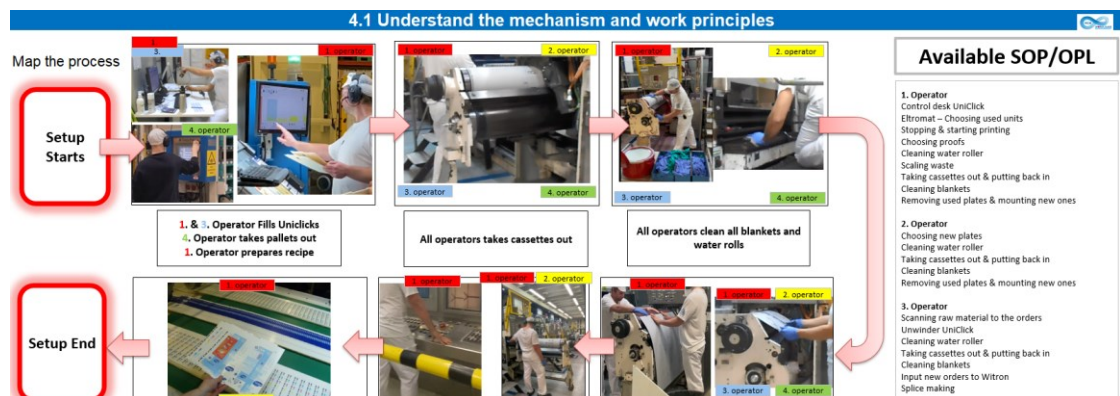 4.1 Understand the mechanism and work principles
Map the process
Setup
Starts
3.
1. operator
4. operator
1. & 3. Operator Fills Uniclicks
4. Operator takes pallets out
1. Operator prepares recipe
1. operator
2. operator
3. operator
4. operator
All operators takes cassettes out
1. operator
2. operator
3. operator
4. operator
All operators clean all blankets and
water rolls
1. operator
1. operator
2. operator
3. operator
4. operator
1. operator
1. operator
2. operator
1. operator
Setup End
Available SOP/OPL
1. Operator
Control desk UniClick
Eltromat – Choosing used units
Stopping & starting printing
Choosing proofs
Cleaning water roller
Scaling waste
Taking cassettes out & putting back in
Cleaning blankets
Removing used plates & mounting new ones
2. Operator
Choosing new plates
Cleaning water roller
Taking cassettes out & putting back in
Cleaning blankets
Removing used plates & mounting new ones
3. Operator
Scanning raw material to the orders
Unwinder UniClick
Cleaning water roller
Taking cassettes out & putting back in
Cleaning blankets
Input new orders to Witron
Splice making